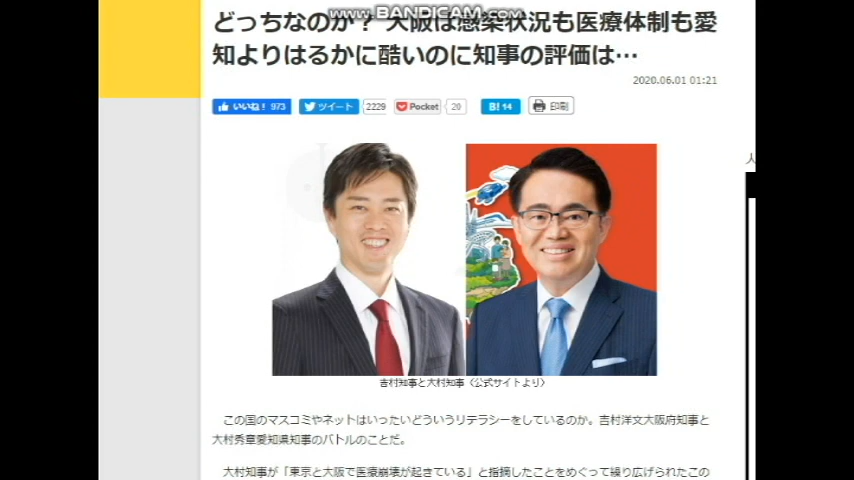 www.BANDICAM.com
どっちなのか？ 大阪は感染状況も医療体制も愛
知よりはるかに酷いのに知事の評価は…
2020.06.01 01:21
いいね！ 973
ツイート
2229
Pocket
20
B! 14
印刷
人
吉村知事と大村知事（公式サイトより）
この国のマスコミやネットはいったいどういうリテラシーをしているのか。吉村洋文大阪府知事と
大村秀章愛知県知事のバトルのことだ。
大村知事が「東京と大阪で医療崩壊が起きている」と指摘したことをめぐって繰り広げられたこの